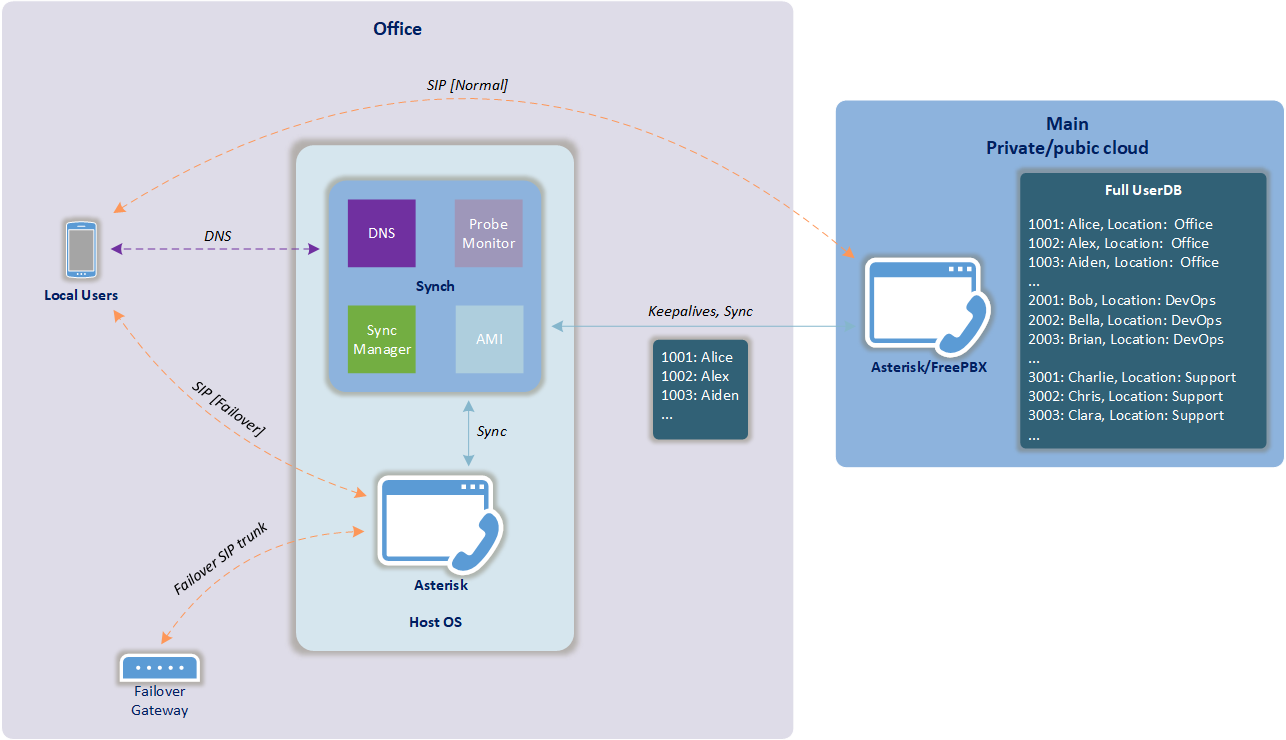 Office
SIP [Normal]
Main
Private/pubic cloud
Full UserDB
1001: Alice, Location: Office
1002: Alex, Location: Office
1003: Aiden, Location: Office
...
2001: Bob, Location: DevOps
2002: Bella, Location: DevOps
2003: Brian, Location: DevOps
...
3001: Charlie, Location: Support
3002: Chris, Location: Support
3003: Clara, Location: Support
...
Asterisk/FreePBX
DNS
Local Users
DNS
Probe
Monitor
Synch
Sync
Manager
AMI
Keepalives, Sync
1001: Alice
1002: Alex
1003: Aiden
...
SIP [Failover]
Sync
Failover SIP trunk
Asterisk
Host OS
Failover
Gateway